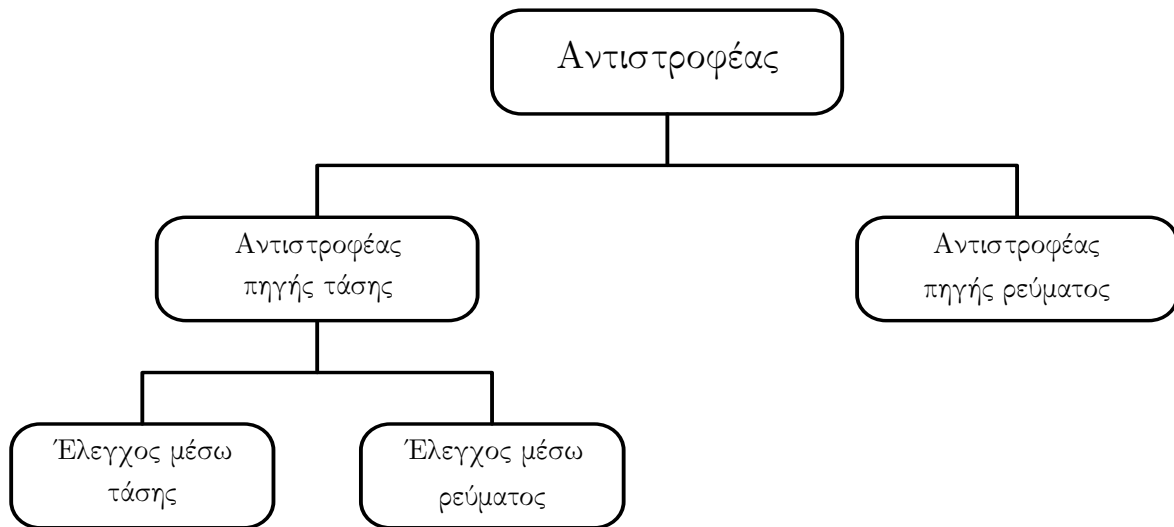 Αντιστροφέας
Αντιστροφέας
πηγής τάσης
Αντιστροφέας
πηγής ρεύματος
Έλεγχος μέσω
τάσης
Έλεγχος μέσω
ρεύματος